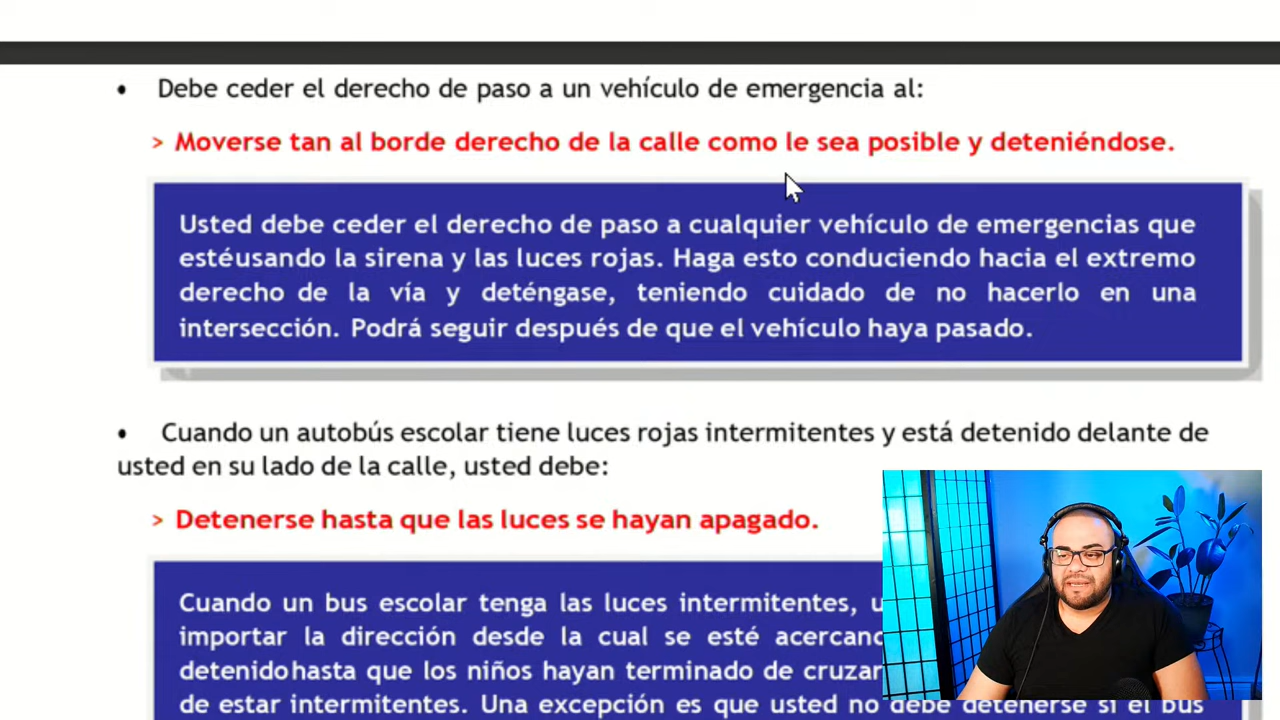 • Debe ceder el derecho de paso a un vehículo de emergencia al:
> Moverse tan al borde derecho de la calle como le sea posible y deteniéndose.
Usted debe ceder el derecho de paso a cualquier vehículo de emergencias que
estéusando la sirena y las luces rojas. Haga esto conduciendo hacia el extremo
derecho de la vía y deténgase, teniendo cuidado de no hacerlo en una
intersección. Podrá seguir después de que el vehículo haya pasado.
• Cuando un autobús escolar tiene luces rojas intermitentes y está detenido delante de
usted en su lado de la calle, usted debe:
> Detenerse hasta que las luces se hayan apagado.
Cuando un bus escolar tenga las luces intermitentes,
importar la dirección desde la cual se esté
detenidohasta que los niños hayan terminado de
de estar intermitentes. Una excepción es que usted no debe detenerse si el bus